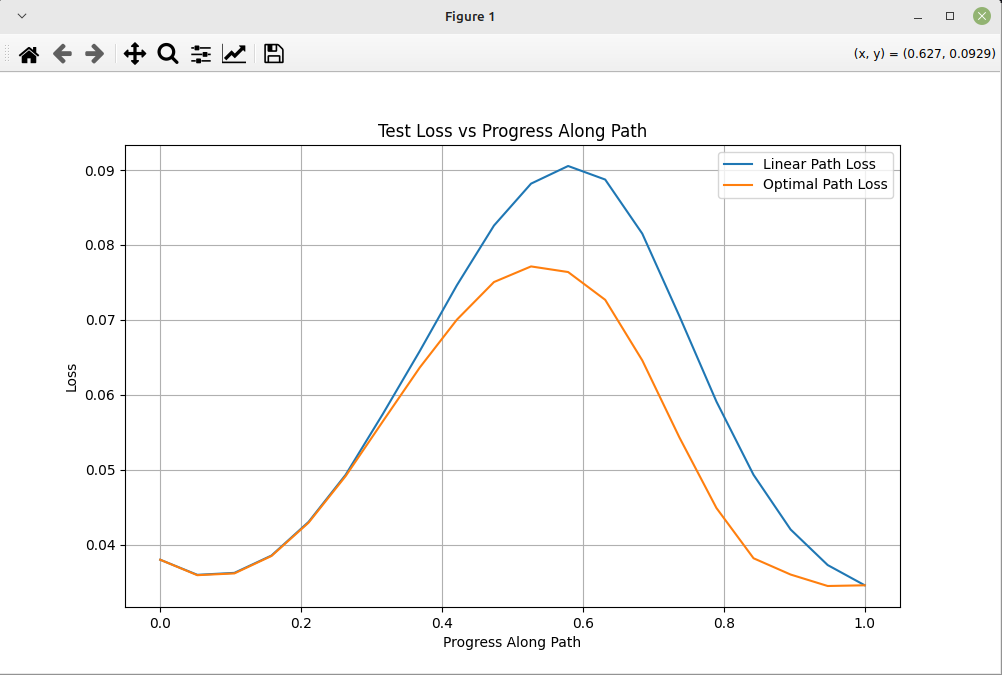 Figure 1
(x, y) = (0.627, 0.0929)
Test Loss vs Progress Along Path
Linear Path Loss
Optimal Path Loss
0.09
0.08
0.07
0.06
0.05
0.04
Loss
0.0 0.2 0.4 0.6 0.8 1.0
Progress Along Path